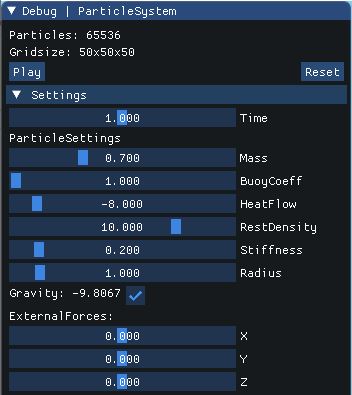 Debug | ParticleSystem
Particles: 65536
Gridsize: 50x50x50
Play Reset
Settings
1.000 Time
ParticleSettings
0.700 Mass
1.000 BuoyCoeff
-8.000 HeatFlow
10.000 RestDensity
0.200 Stiffness
1.000 Radius
Gravity: -9.8067
ExternalForces:
0.000 X
0.000 Y
0.000 Z